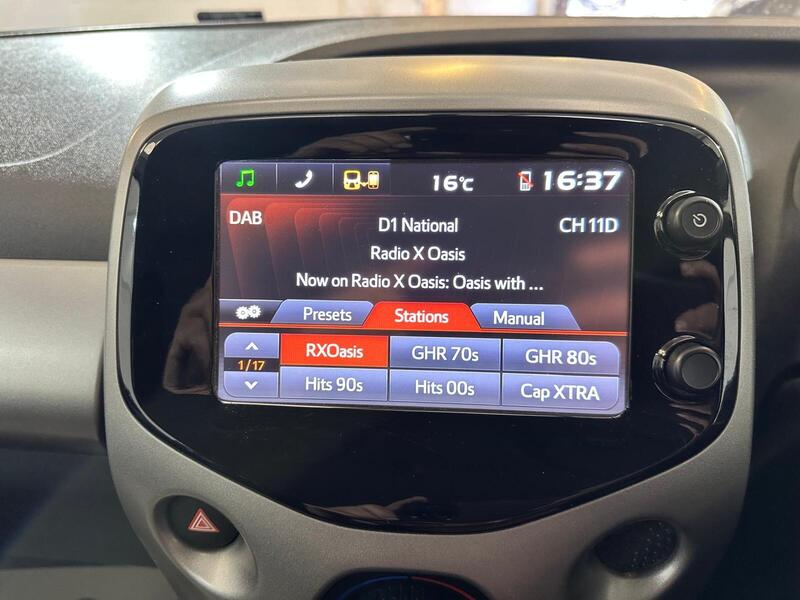 16°C 16:37
DAB D1 National CH 11D
Radio X Oasis
Now on Radio X Oasis: Oasis with ...
Presets Stations Manual
1/17 RXOasis GHR 70s GHR 80s
Hits 90s Hits 00s Cap XTRA